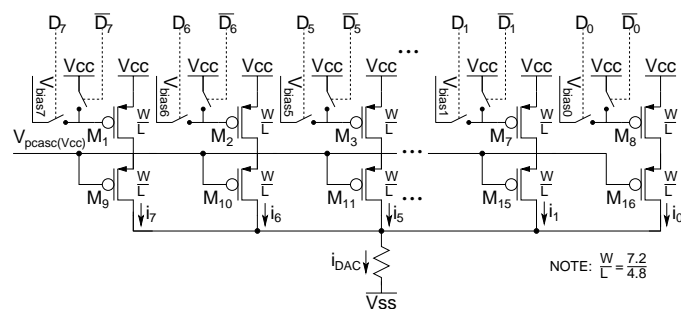 D7 D̅7̅ D6 D̅6̅ D5 D̅5̅ ... D1 D̅1̅ D0 D̅0̅
Vcc Vcc Vcc Vcc Vcc Vcc Vcc Vcc Vcc Vcc
Vbias7 Vbias6 Vbias5 Vbias1 Vbias0
M1 W/L M2 W/L M3 W/L M7 W/L M8 W/L
Vpcasc(Vcc) ...
M9 W/L M10 W/L M11 W/L ... M15 W/L M16 W/L
i7 i6 i5 i1 i0
iDAC
NOTE: W/L = 7.2/4.8
Vss